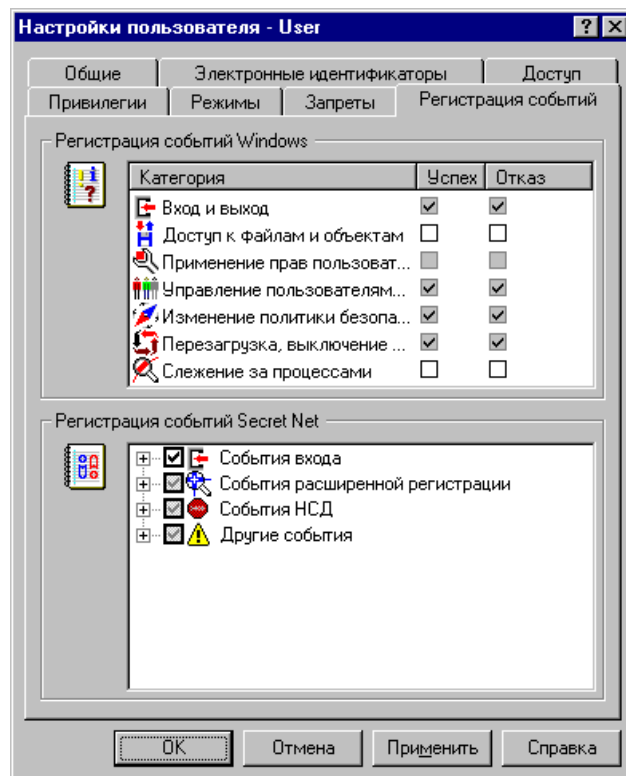 Настройки пользователя - User
Общие Электронные идентификаторы Доступ
Привилегии Режимы Запреты Регистрация событий
Регистрация событий Windows
Категория Успех Отказ
Вход и выход
Доступ к файлам и объектам
Применение прав пользоват...
Управление пользователям...
Изменение политики безопа...
Перезагрузка, выключение ...
Слежение за процессами
Регистрация событий Secret Net
События входа
События расширенной регистрации
События НСД
Другие события
ОК Отмена Применить Справка